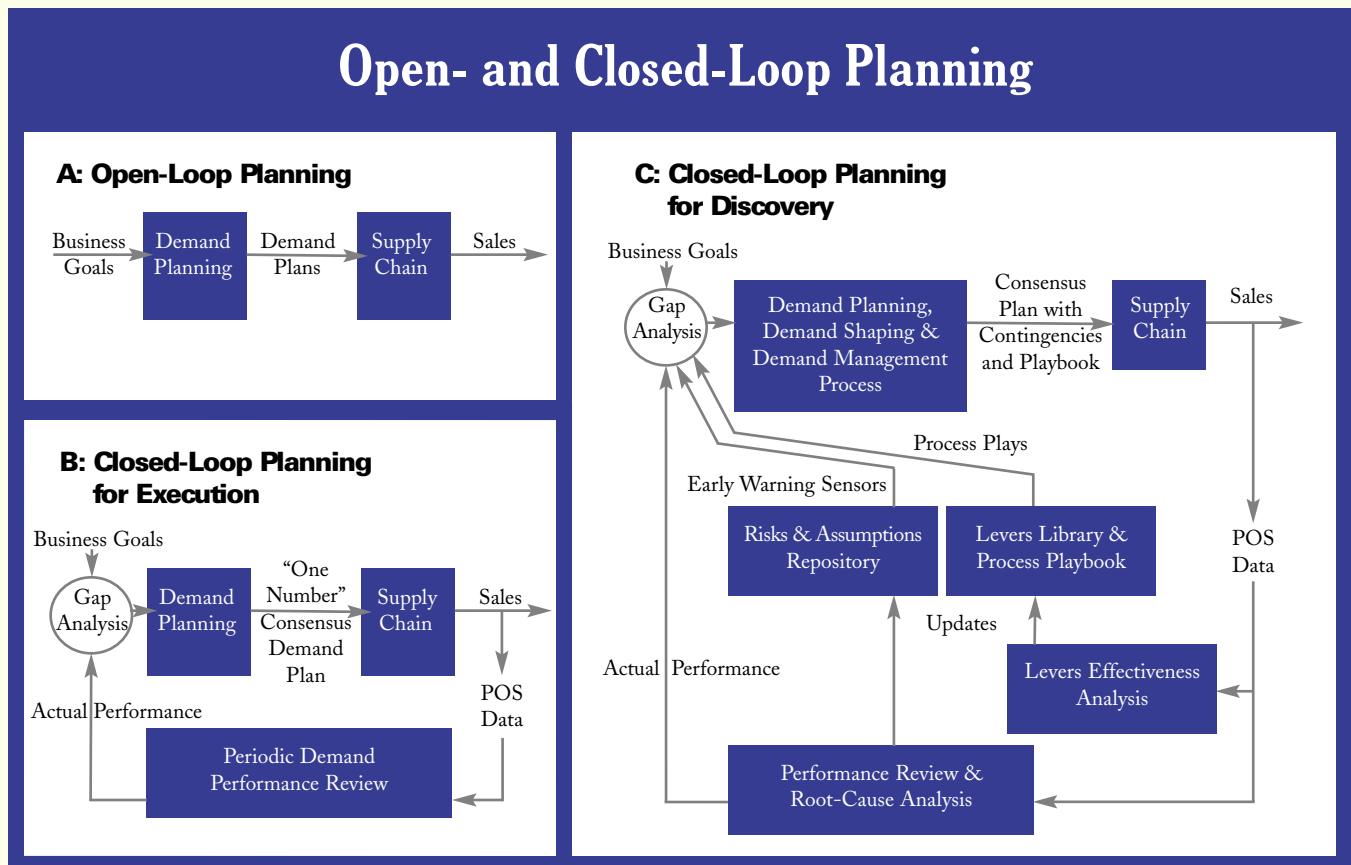 Open- and Closed-Loop Planning
A: Open-Loop Planning
Business
Goals
Demand
Planning
Demand
Plans
Supply
Chain
Sales
B: Closed-Loop Planning
for Execution
Business Goals
Gap
Analysis
Demand
Planning
“One
Number”
Consensus
Demand
Plan
Supply
Chain
Sales
POS
Data
Actual Performance
Periodic Demand
Performance Review
C: Closed-Loop Planning
for Discovery
Business Goals
Gap
Analysis
Demand Planning,
Demand Shaping &
Demand Management
Process
Consensus
Plan with
Contingencies
and Playbook
Supply
Chain
Sales
Process Plays
Early Warning Sensors
Risks & Assumptions
Repository
Levers Library &
Process Playbook
POS
Data
Updates
Actual Performance
Levers Effectiveness
Analysis
Performance Review &
Root-Cause Analysis